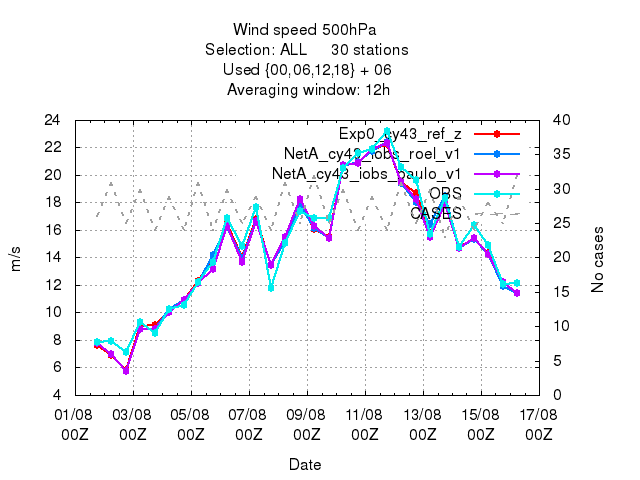 Wind speed 500hPa
Selection: ALL 30 stations
Used {00,06,12,18} + 06
Averaging window: 12h
24 40
22 35
20 30
18 25
16 20
14 15
12 10
10 5
8 0
6
4
m/s
No cases
Exp0_cy43_ref_z
NetA_cy43_iobs_roel_v1
NetA_cy43_iobs_paulo_v1
OBS
CASES
01/08 03/08 05/08 07/08 09/08 11/08 13/08 15/08 17/08
00Z 00Z 00Z 00Z 00Z 00Z 00Z 00Z 00Z
Date